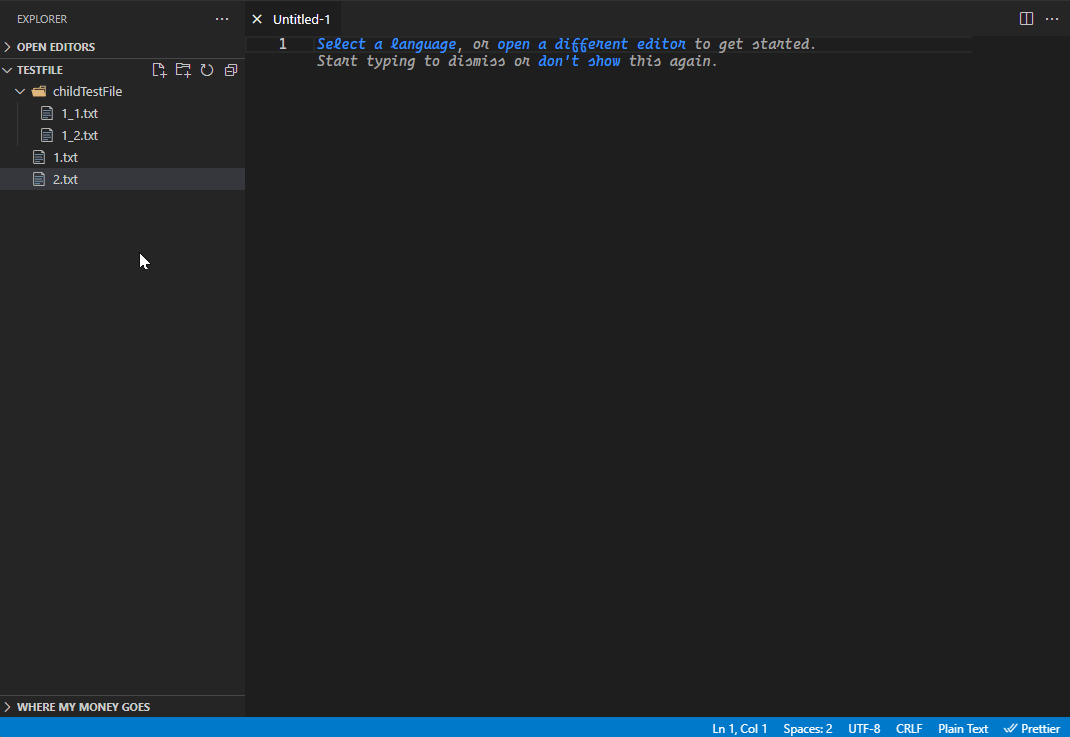 EXPLORER
Untitled-1
OPEN EDITORS
TESTFILE
childTestFile
1_1.txt
1_2.txt
1.txt
2.txt
1
Select a language, or open a different editor to get started.
Start typing to dismiss or don't show this again.
WHERE MY MONEY GOES
Ln 1, Col 1 Spaces: 2 UTF-8 CRLF Plain Text Prettier